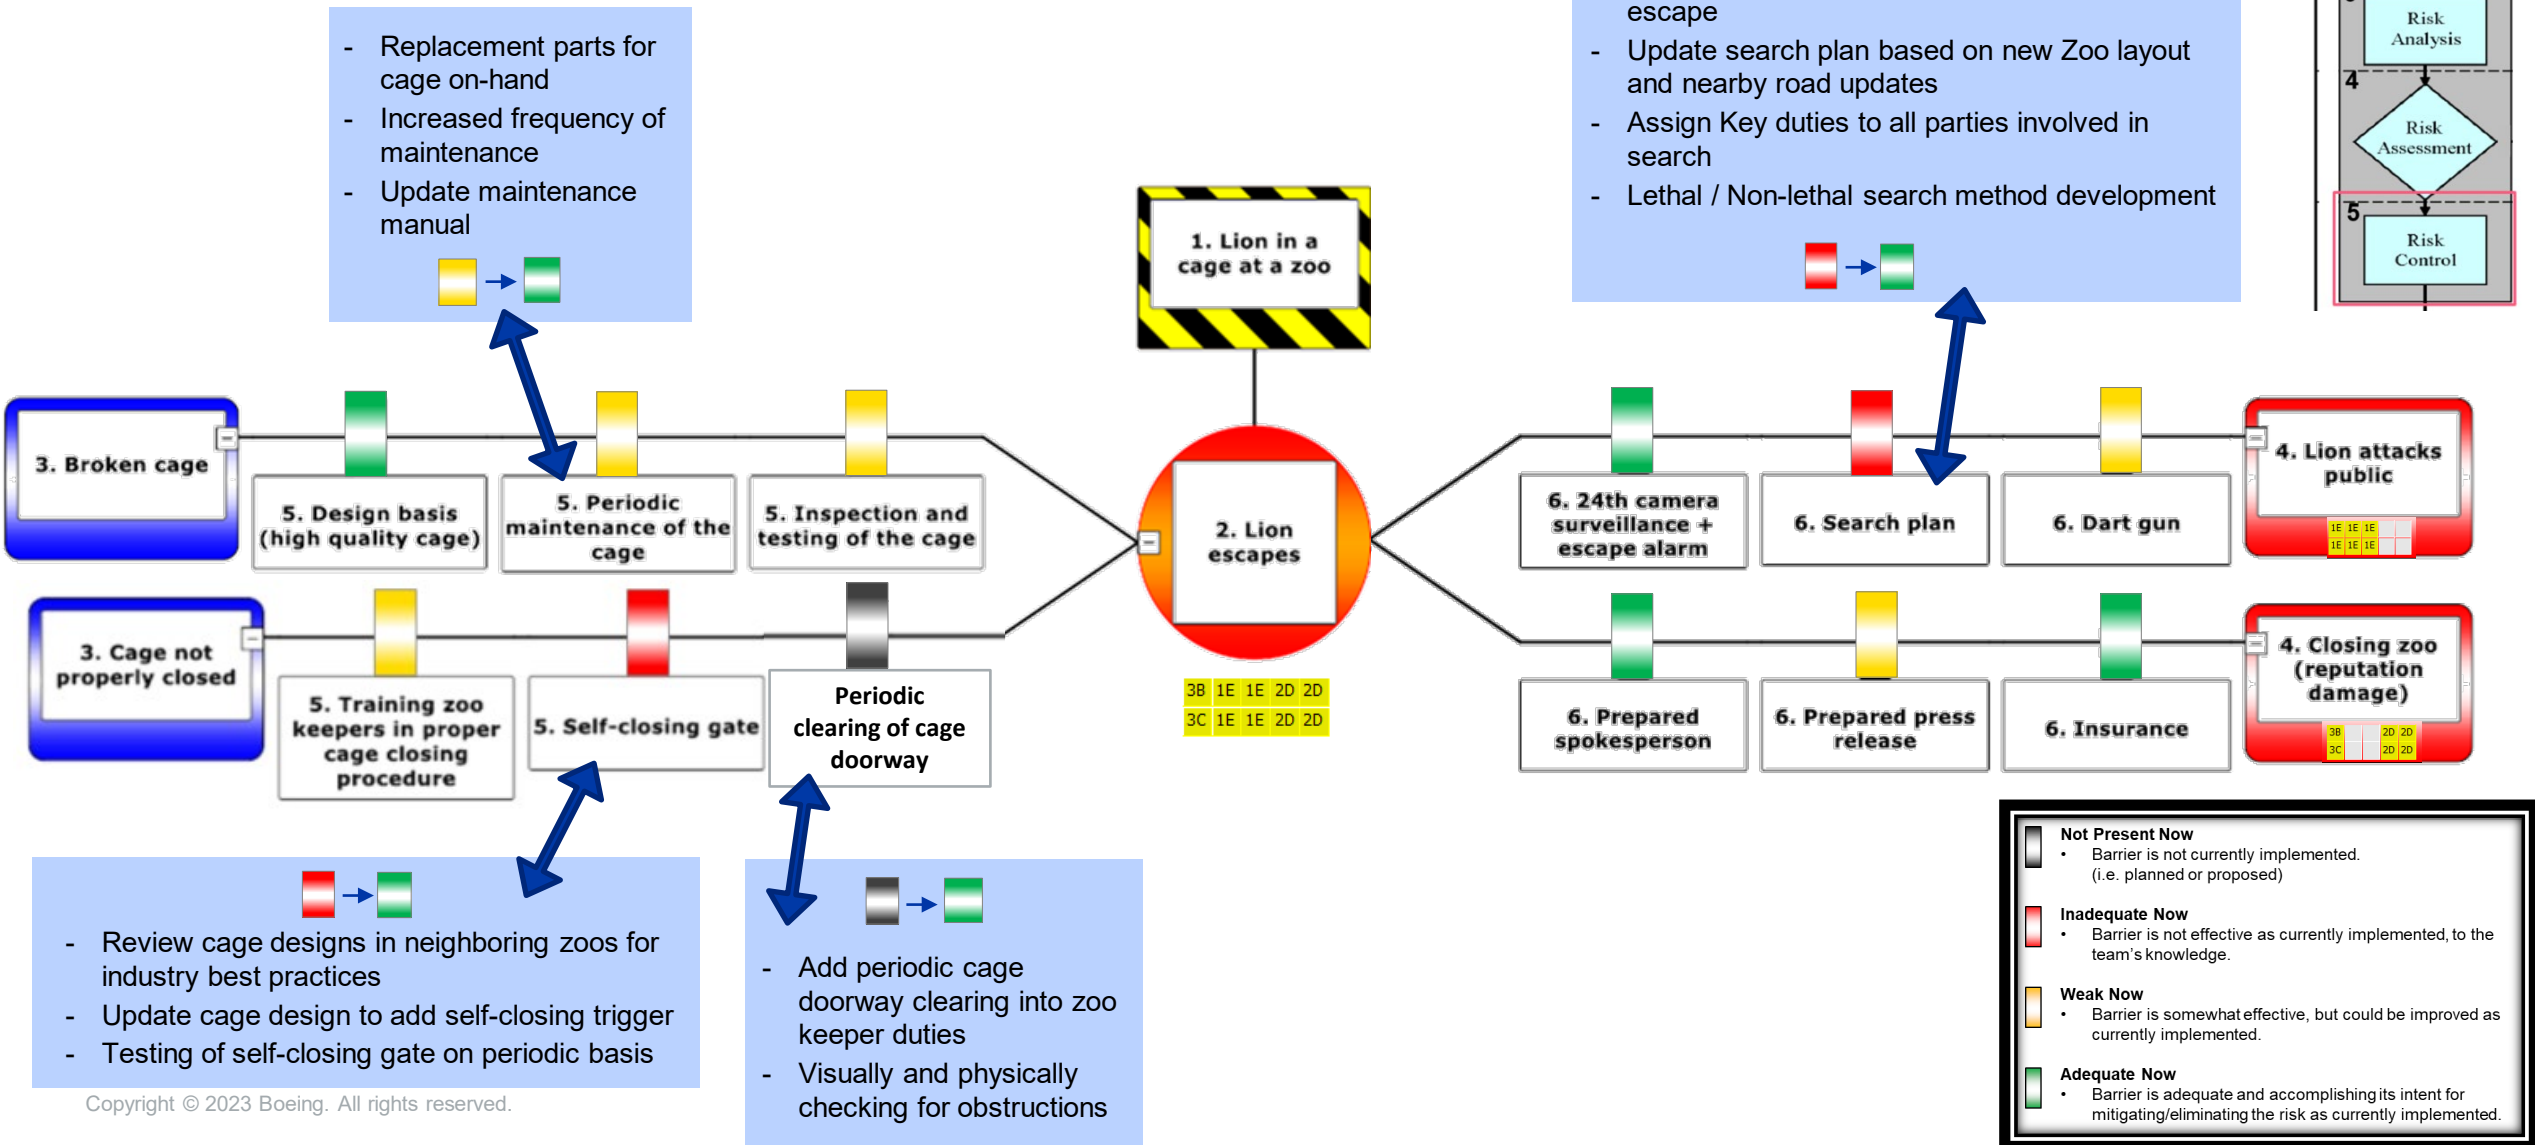 - Replacement parts for
cage on-hand
- Increased frequency of
maintenance
- Update maintenance
manual
escape
- Update search plan based on new Zoo layout
and nearby road updates
- Assign Key duties to all parties involved in
search
- Lethal / Non-lethal search method development
Risk
Analysis
4
Risk
Assessment
5
Risk
Control
1. Lion in a
cage at a zoo
3. Broken cage
5. Design basis
(high quality cage)
5. Periodic
maintenance of the
cage
5. Inspection and
testing of the cage
2. Lion
escapes
6. 24th camera
surveillance +
escape alarm
6. Search plan
6. Dart gun
4. Lion attacks
public
1E 1E 1E
1E 1E 1E
3. Cage not
properly closed
5. Training zoo
keepers in proper
cage closing
procedure
5. Self-closing gate
Periodic
clearing of cage
doorway
3B 1E 1E 2D 2D
3C 1E 1E 2D 2D
6. Prepared
spokesperson
6. Prepared press
release
6. Insurance
4. Closing zoo
(reputation
damage)
3B 2D 2D
3C 2D 2D
- Review cage designs in neighboring zoos for
industry best practices
- Update cage design to add self-closing trigger
- Testing of self-closing gate on periodic basis
- Add periodic cage
doorway clearing into zoo
keeper duties
- Visually and physically
checking for obstructions
Not Present Now
• Barrier is not currently implemented.
(i.e. planned or proposed)
Inadequate Now
• Barrier is not effective as currently implemented, to the
team's knowledge.
Weak Now
• Barrier is somewhat effective, but could be improved as
currently implemented.
Adequate Now
• Barrier is adequate and accomplishing its intent for
mitigating/eliminating the risk as currently implemented.
Copyright © 2023 Boeing. All rights reserved.